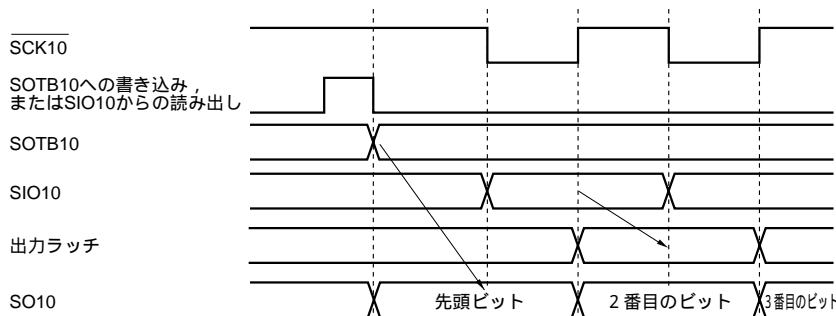 SCK10
SOTB10への書き込み，
またはSIO10からの読み出し
SOTB10
SIO10
出力ラッチ
SO10
先頭ビット
2番目のビット
3番目のビット